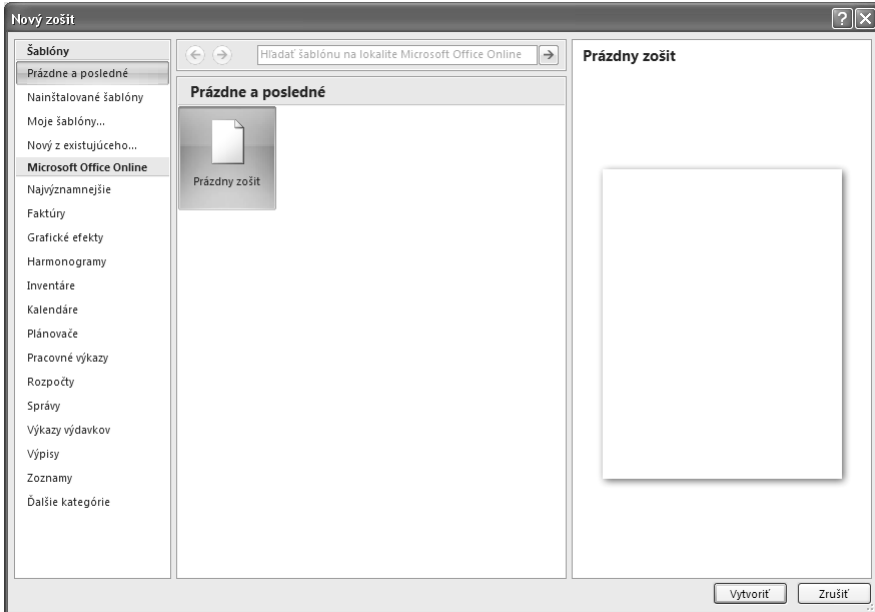 Nový zošit
Šablóny
Prázdne a posledné
Nainštalované šablóny
Moje šablóny...
Nový z existujúceho...
Microsoft Office Online
Najvýznamnejšie
Faktúry
Grafické efekty
Harmonogramy
Inventáre
Kalendáre
Plánovače
Pracovné výkazy
Rozpočty
Správy
Výkazy výdavkov
Výpisy
Zoznamy
Ďalšie kategórie
Hľadať šablónu na lokalite Microsoft Office Online
Prázdne a posledné
Prázdny zošit
Prázdny zošit
Vytvoriť
Zrušiť